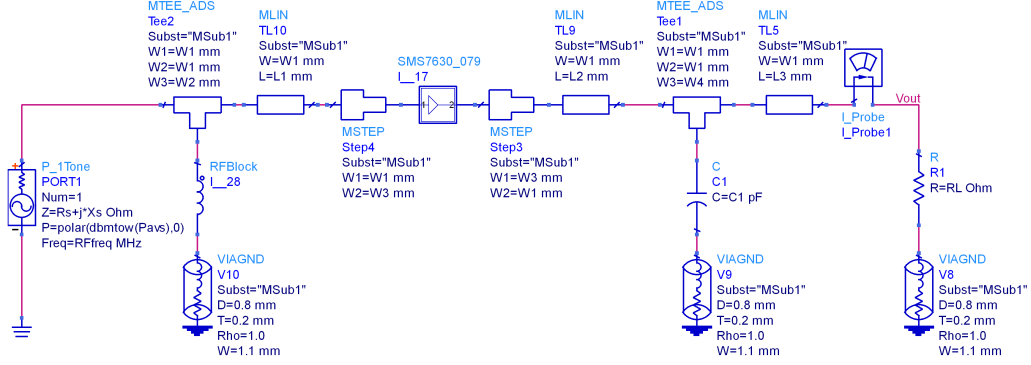 MTEE_ADS
Tee2
Subst="MSub1"
W1=W1 mm
W2=W1 mm
W3=W2 mm
MLIN
TL10
Subst="MSub1"
W=W1 mm
L=L1 mm
SMS7630_079
I__17
1
2
MLIN
TL9
Subst="MSub1"
W=W1 mm
L=L2 mm
MTEE_ADS
Tee1
Subst="MSub1"
W1=W1 mm
W2=W1 mm
W3=W4 mm
MLIN
TL5
Subst="MSub1"
W=W1 mm
L=L3 mm
Vout
I_Probe
I_Probe1
MSTEP
Step4
Subst="MSub1"
W1=W1 mm
W2=W3 mm
MSTEP
Step3
Subst="MSub1"
W1=W3 mm
W2=W1 mm
+
-
P_1Tone
PORT1
Num=1
Z=Rs+j*Xs Ohm
P=polar(dbmtow(Pavs),0)
Freq=RFfreq MHz
RFBlock
I__28
C
C1
C=C1 pF
R
R1
R=RL Ohm
VIAGND
V10
Subst="MSub1"
D=0.8 mm
T=0.2 mm
Rho=1.0
W=1.1 mm
VIAGND
V9
Subst="MSub1"
D=0.8 mm
T=0.2 mm
Rho=1.0
W=1.1 mm
VIAGND
V8
Subst="MSub1"
D=0.8 mm
T=0.2 mm
Rho=1.0
W=1.1 mm